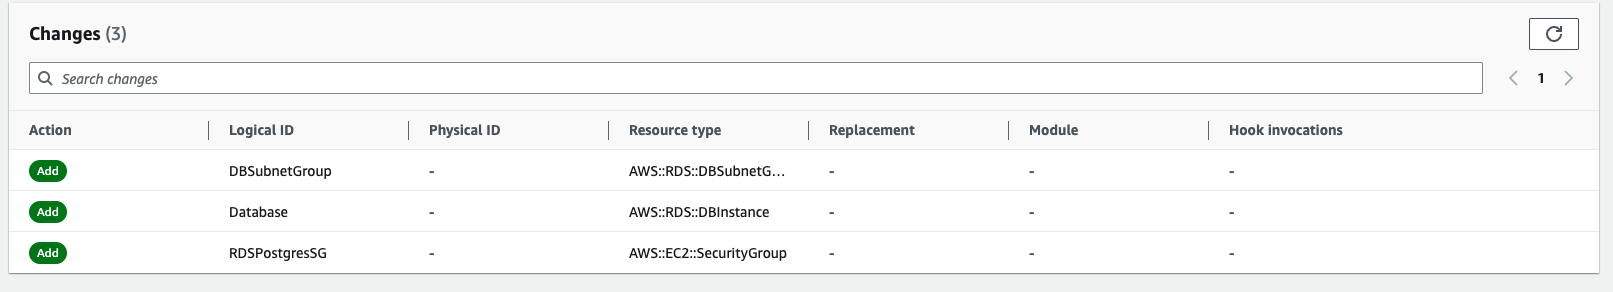 Changes (3)
Search changes
1
Action Logical ID Physical ID Resource type Replacement Module Hook invocations
Add DBSubnetGroup - AWS::RDS::DBSubnetG... - - -
Add Database - AWS::RDS::DBInstance - - -
Add RDSPostgresSG - AWS::EC2::SecurityGroup - - -